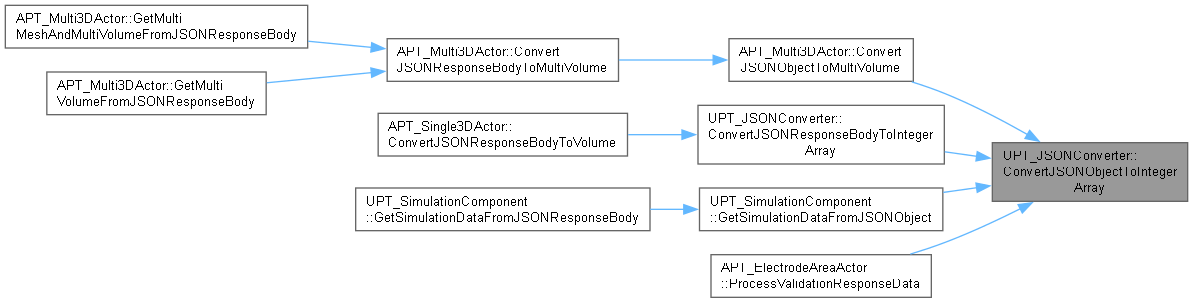 APT_Multi3DActor::GetMulti
MeshAndMultiVolumeFromJSONResponseBody
APT_Multi3DActor::GetMulti
VolumeFromJSONResponseBody
APT_Multi3DActor::Convert
JSONResponseBodyToMultiVolume
APT_Multi3DActor::Convert
JSONObjectToMultiVolume
APT_Single3DActor::
ConvertJSONResponseBodyToVolume
UPT_JSONConverter::
ConvertJSONResponseBodyToInteger
Array
UPT_SimulationComponent
::GetSimulationDataFromJSONResponseBody
UPT_SimulationComponent
::GetSimulationDataFromJSONObject
APT_ElectrodeAreaActor
::ProcessValidationResponseData
UPT_JSONConverter::
ConvertJSONObjectToInteger
Array